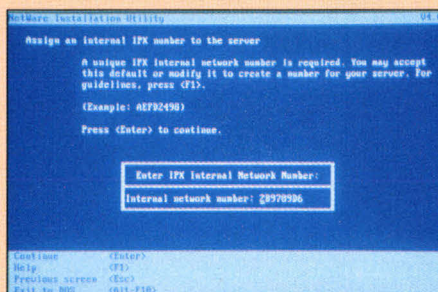 NetWare Installation Utility V4.
Assign an internal IPX number to the server
A unique IPX internal network number is required. You may accept
this default or modify it to create a number for your server. For
guidelines, press <F1>.
(Example: AEFD2498)
Press <Enter> to continue.
Enter IPX Internal Network Number:
Internal network number: 2B9709D6
Continue <Enter>
Help <F1>
Previous screen <Esc>
Exit to DOS <Alt-F10>